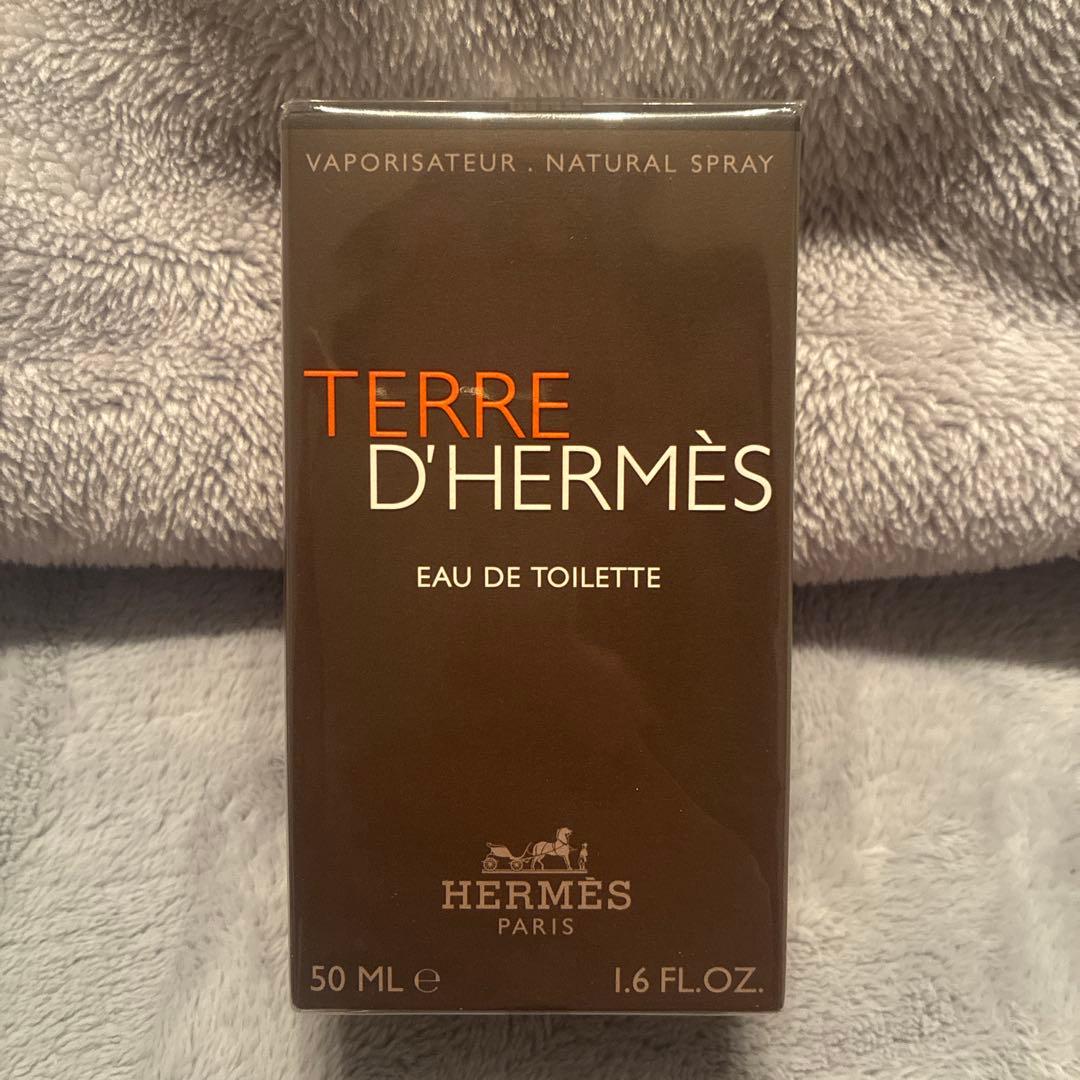 VAPORISATEUR . NATURAL SPRAY
TERRE
D'HERMÈS
EAU DE TOILETTE
HERMÈS
PARIS
50 ML ℮
1.6 FL.OZ.